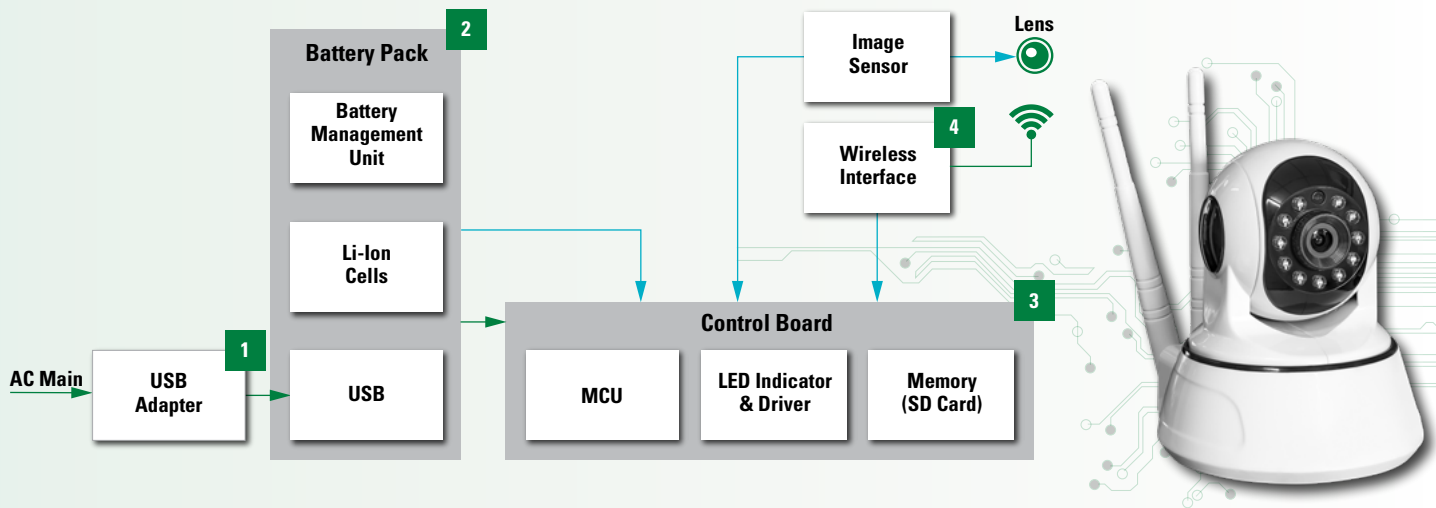 2
Battery Pack
Battery
Management
Unit
Li-Ion
Cells
USB
1
AC Main
USB
Adapter
Image
Sensor
Lens
4
Wireless
Interface
3
Control Board
MCU
LED Indicator
& Driver
Memory
(SD Card)